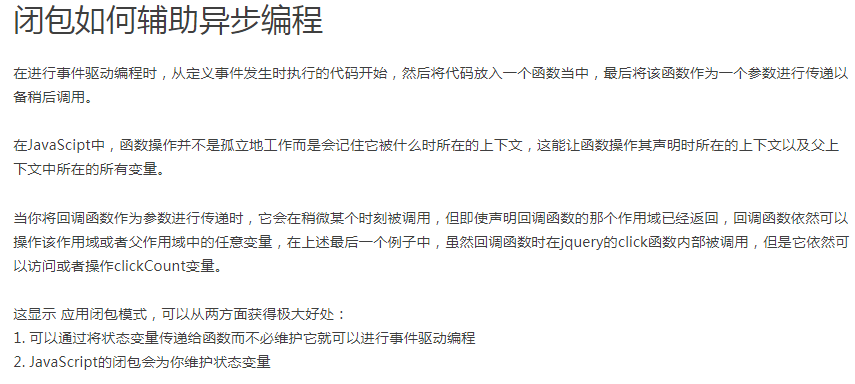 闭包如何辅助异步编程
在进行事件驱动编程时，从定义事件发生时执行的代码开始，然后将代码放入一个函数当中，最后将该函数作为一个参数进行传递以
备稍后调用。
在JavaScipt中，函数操作并不是孤立地工作而是会记住它被什么时所在的上下文，这能让函数操作其声明时所在的上下文以及父上
下文中所在的所有变量。
当你将回调函数作为参数进行传递时，它会在稍微某个时刻被调用，但即使声明回调函数的那个作用域已经返回，回调函数依然可以
操作该作用域或者父作用域中的任意变量，在上述最后一个例子中，虽然回调函数时在jquery的click函数内部被调用，但是它依然可
以访问或者操作clickCount变量。
这显示 应用闭包模式，可以从两方面获得极大好处：
1. 可以通过将状态变量传递给函数而不必维护它就可以进行事件驱动编程
2. JavaScript的闭包会为你维护状态变量